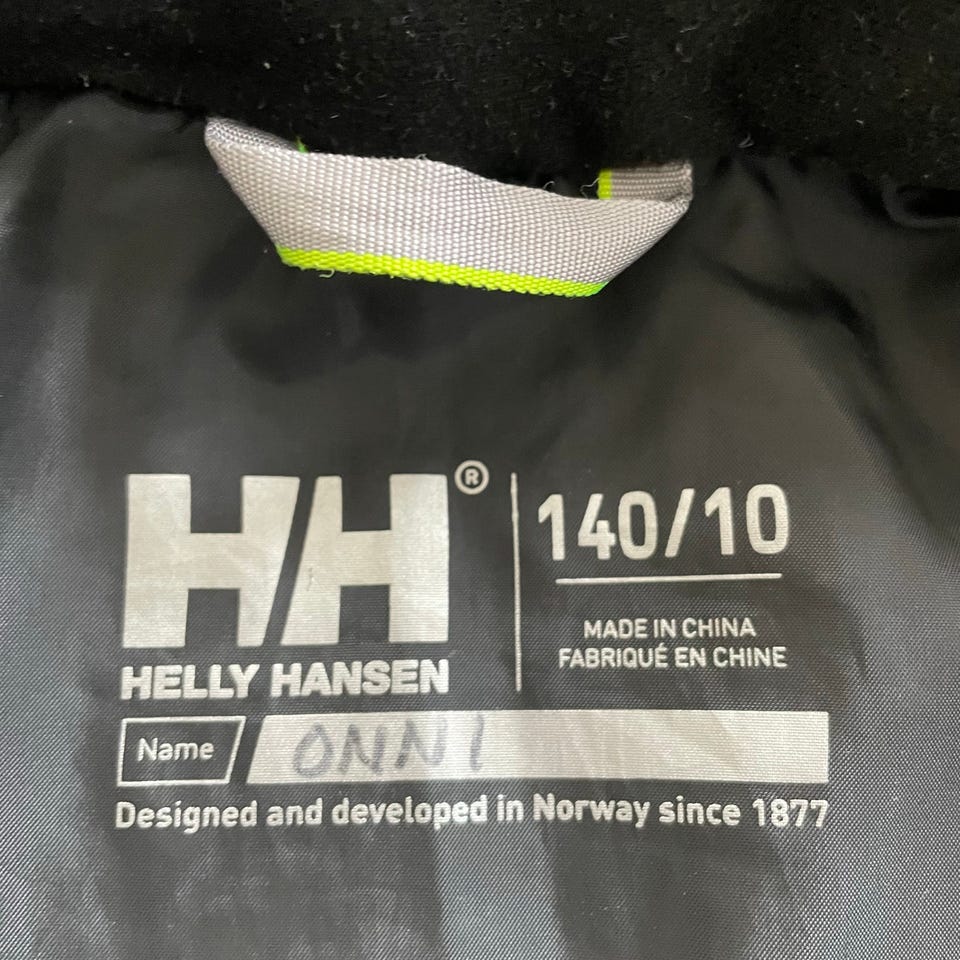 HH®
HELLY HANSEN
140/10
MADE IN CHINA
FABRIQUÉ EN CHINE
Name ONNI
Designed and developed in Norway since 1877